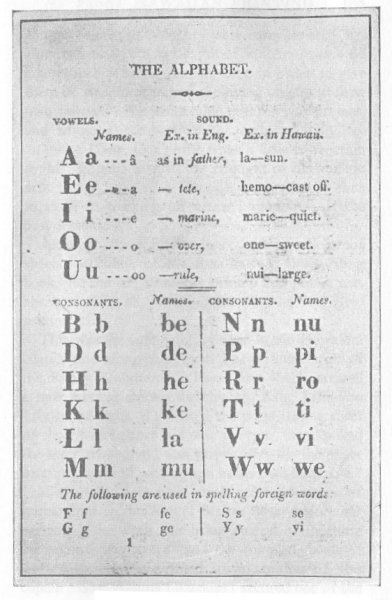 THE ALPHABET.
VOWELS. SOUND.
Names. Ex. in Eng. Ex. in Hawaii.
A a - - - â as in father, la—sun.
E e - - - a — tete, hemo—cast off.
I i - - - e — marine, marie—quiet.
O o - - - o — over, ono—sweet.
U u - - - oo —rule, nui—large.
CONSONANTS. Names. CONSONANTS. Names.
B b be N n nu
D d de P p pi
H h he R r ro
K k ke T t ti
L l la V v vi
M m mu W w we
The following are used in spelling foreign words:
F f fe S s se
G g ge Y y yi
1